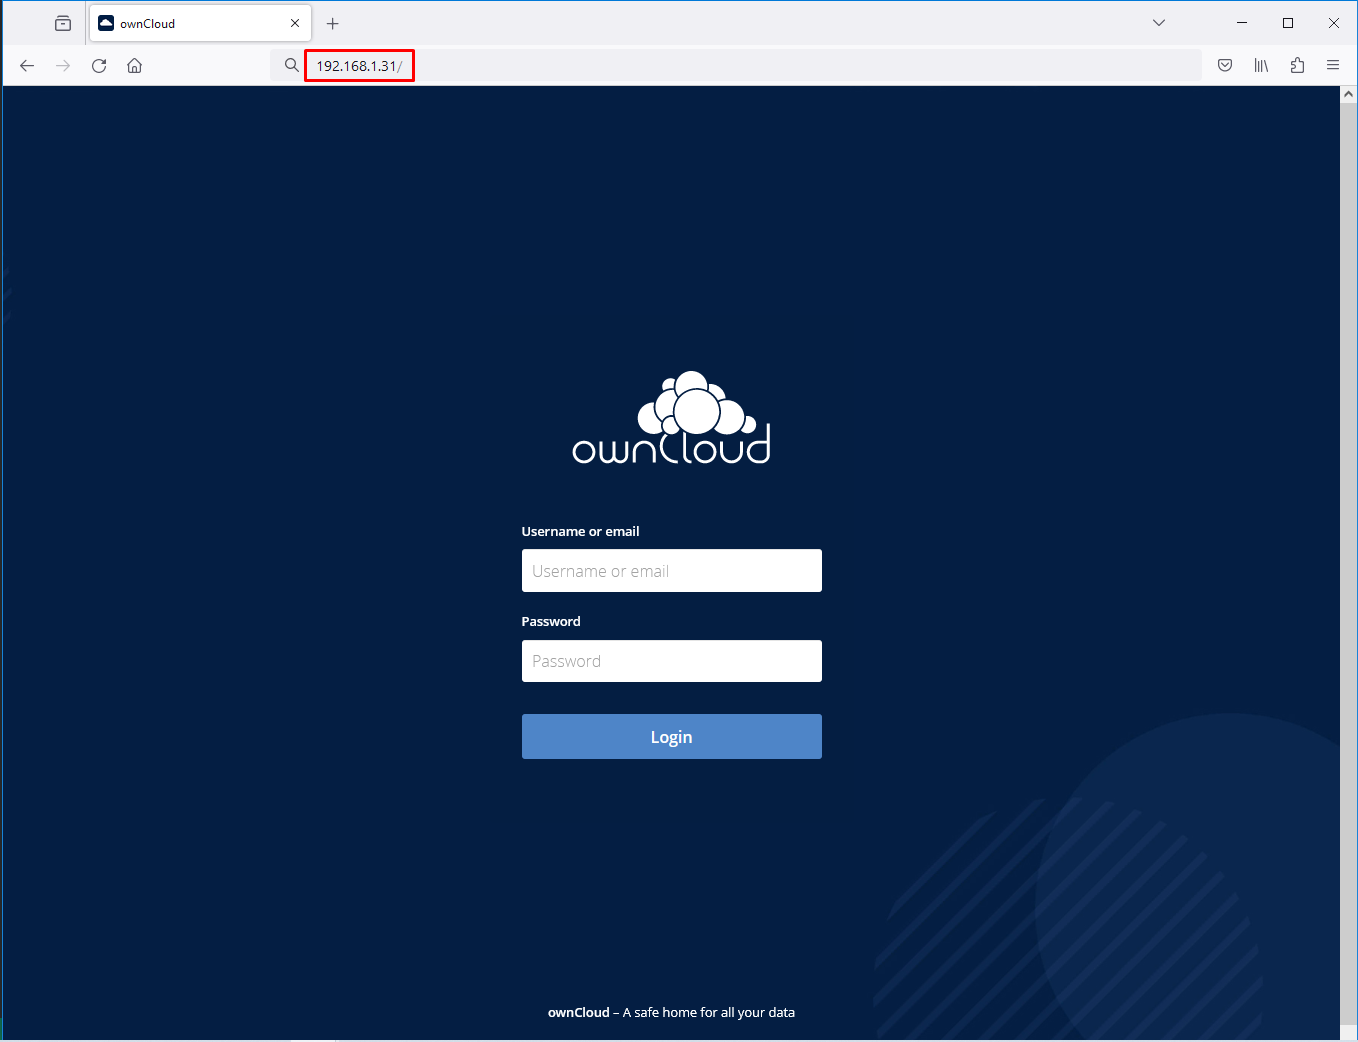 ownCloud
192.168.1.31/
ownCloud
Username or email
Username or email
Password
Password
Login
ownCloud – A safe home for all your data